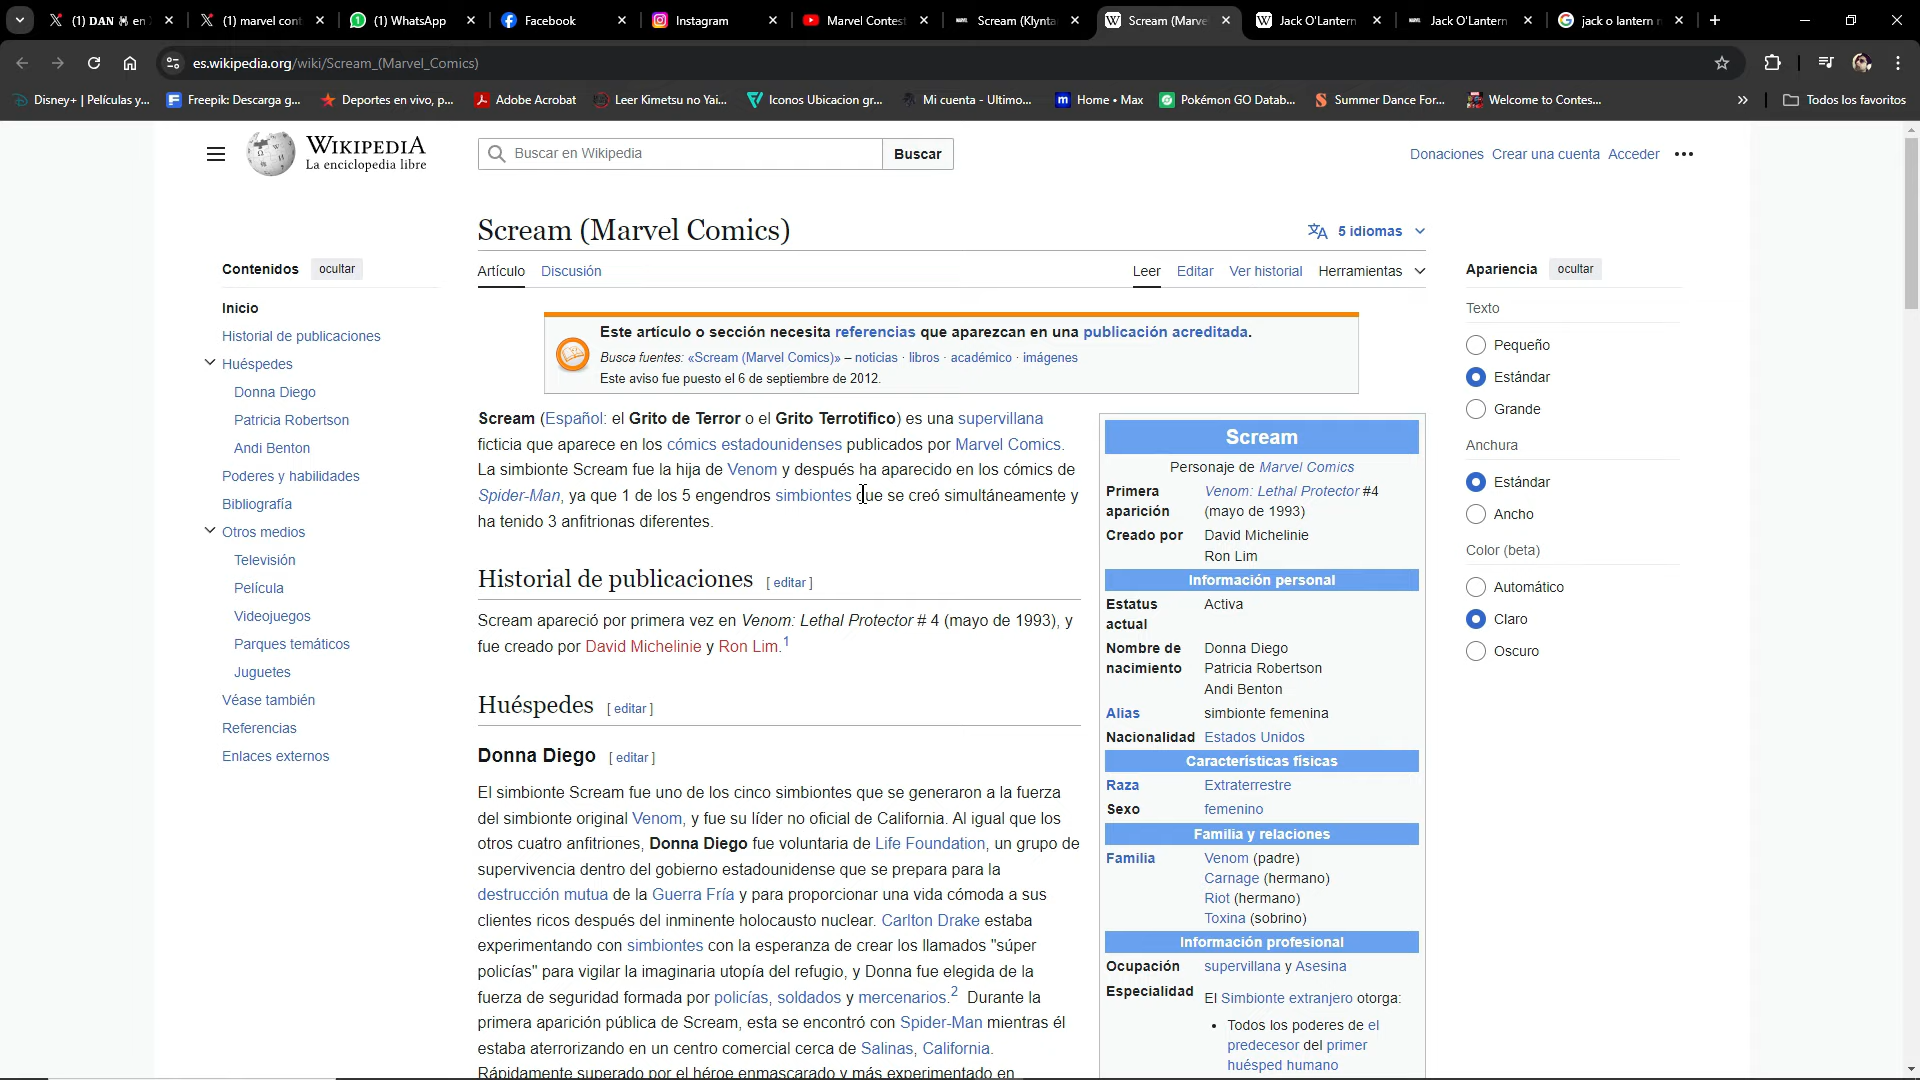 (1) DAN en
(1) marvel cont
(1) WhatsApp
Facebook
Instagram
Marvel Contest
Scream (Klynta
Scream (Marve
Jack O'Lantern
Jack O'Lantern
jack o lantern
es.wikipedia.org/wiki/Scream_(Marvel_Comics)
Disney+ | Películas y...
Freepik: Descarga g...
Deportes en vivo, p...
Adobe Acrobat
Leer Kimetsu no Yai...
Iconos Ubicacion gr...
Mi cuenta - Ultimo...
Home • Max
Pokémon GO Datab...
Summer Dance For...
Welcome to Contes...
Todos los favoritos
WIKIPEDIA
La enciclopedia libre
Buscar en Wikipedia
Buscar
Donaciones Crear una cuenta Acceder
Scream (Marvel Comics)
5 idiomas
Artículo Discusión
Leer Editar Ver historial Herramientas
Contenidos ocultar
Inicio
Historial de publicaciones
Huéspedes
Donna Diego
Patricia Robertson
Andi Benton
Poderes y habilidades
Bibliografía
Otros medios
Televisión
Película
Videojuegos
Parques temáticos
Juguetes
Véase también
Referencias
Enlaces externos
Este artículo o sección necesita referencias que aparezcan en una publicación acreditada.
Busca fuentes: «Scream (Marvel Comics)» – noticias · libros · académico · imágenes
Este aviso fue puesto el 6 de septiembre de 2012.
Scream (Español: el Grito de Terror o el Grito Terrotifico) es una supervillana
ficticia que aparece en los cómics estadounidenses publicados por Marvel Comics.
La simbionte Scream fue la hija de Venom y después ha aparecido en los cómics de
Spider-Man, ya que 1 de los 5 engendros simbiontes que se creó simultáneamente y
ha tenido 3 anfitrionas diferentes.
Historial de publicaciones [ editar ]
Scream apareció por primera vez en Venom: Lethal Protector # 4 (mayo de 1993), y
fue creado por David Michelinie y Ron Lim.1
Huéspedes [ editar ]
Donna Diego [ editar ]
El simbionte Scream fue uno de los cinco simbiontes que se generaron a la fuerza
del simbionte original Venom, y fue su líder no oficial de California. Al igual que los
otros cuatro anfitriones, Donna Diego fue voluntaria de Life Foundation, un grupo de
supervivencia dentro del gobierno estadounidense que se prepara para la
destrucción mutua de la Guerra Fría y para proporcionar una vida cómoda a sus
clientes ricos después del inminente holocausto nuclear. Carlton Drake estaba
experimentando con simbiontes con la esperanza de crear los llamados "súper
policías" para vigilar la imaginaria utopía del refugio, y Donna fue elegida de la
fuerza de seguridad formada por policías, soldados y mercenarios.2 Durante la
primera aparición pública de Scream, esta se encontró con Spider-Man mientras él
estaba aterrorizando en un centro comercial cerca de Salinas, California.
Rápidamente superado por el héroe enmascarado y más experimentado en
Scream
Personaje de Marvel Comics
Primera aparición Venom: Lethal Protector #4
(mayo de 1993)
Creado por David Michelinie
Ron Lim
Información personal
Estatus actual Activa
Nombre de nacimiento Donna Diego
Patricia Robertson
Andi Benton
Alias simbionte femenina
Nacionalidad Estados Unidos
Características físicas
Raza Extraterrestre
Sexo femenino
Familia y relaciones
Familia Venom (padre)
Carnage (hermano)
Riot (hermano)
Toxina (sobrino)
Información profesional
Ocupación supervillana y Asesina
Especialidad El Simbionte extranjero otorga:
• Todos los poderes de el
predecesor del primer
huésped humano
Apariencia ocultar
Texto
Pequeño
Estándar
Grande
Anchura
Estándar
Ancho
Color (beta)
Automático
Claro
Oscuro